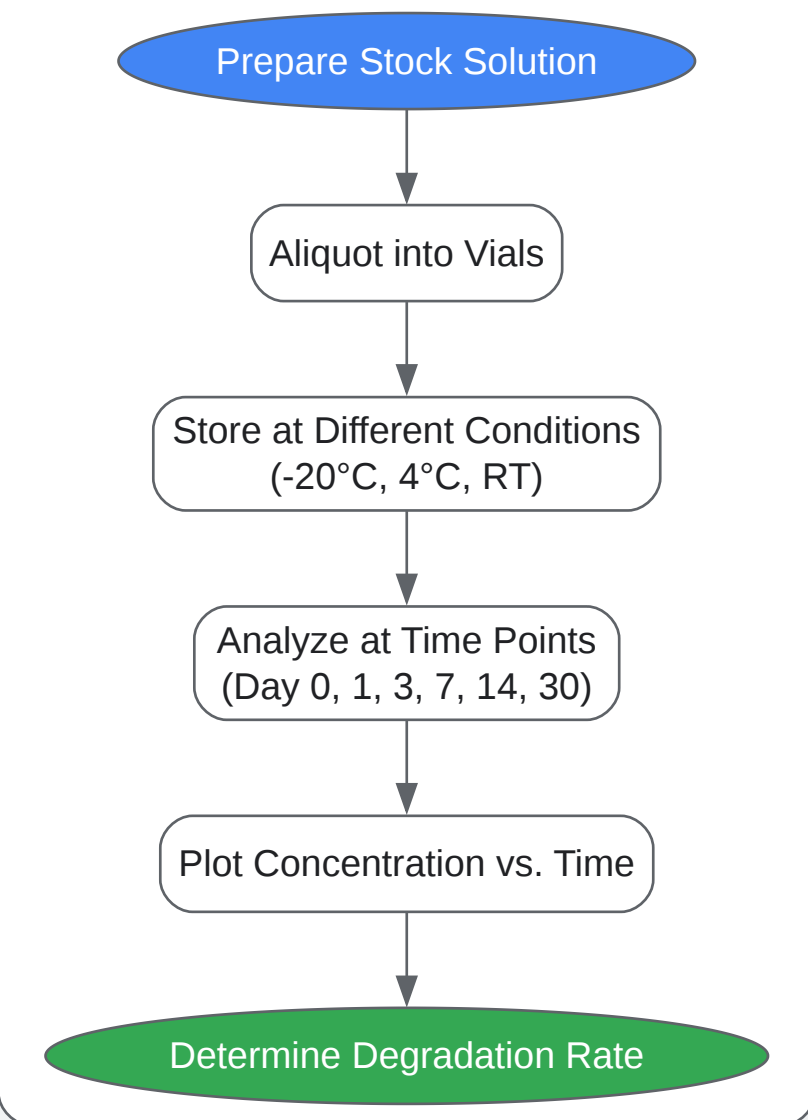 Prepare Stock Solution
Aliquot into Vials
Store at Different Conditions
(-20°C, 4°C, RT)
Analyze at Time Points
(Day 0, 1, 3, 7, 14, 30)
Plot Concentration vs. Time
Determine Degradation Rate